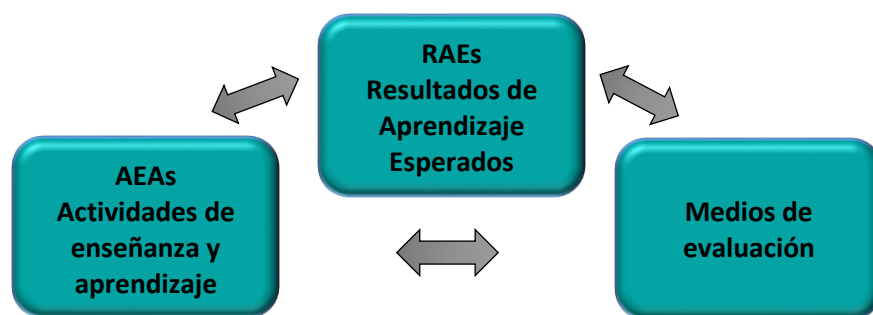 RAEs
Resultados de
Aprendizaje
Esperados
AEAs
Actividades de
enseñanza y
aprendizaje
Medios de
evaluación